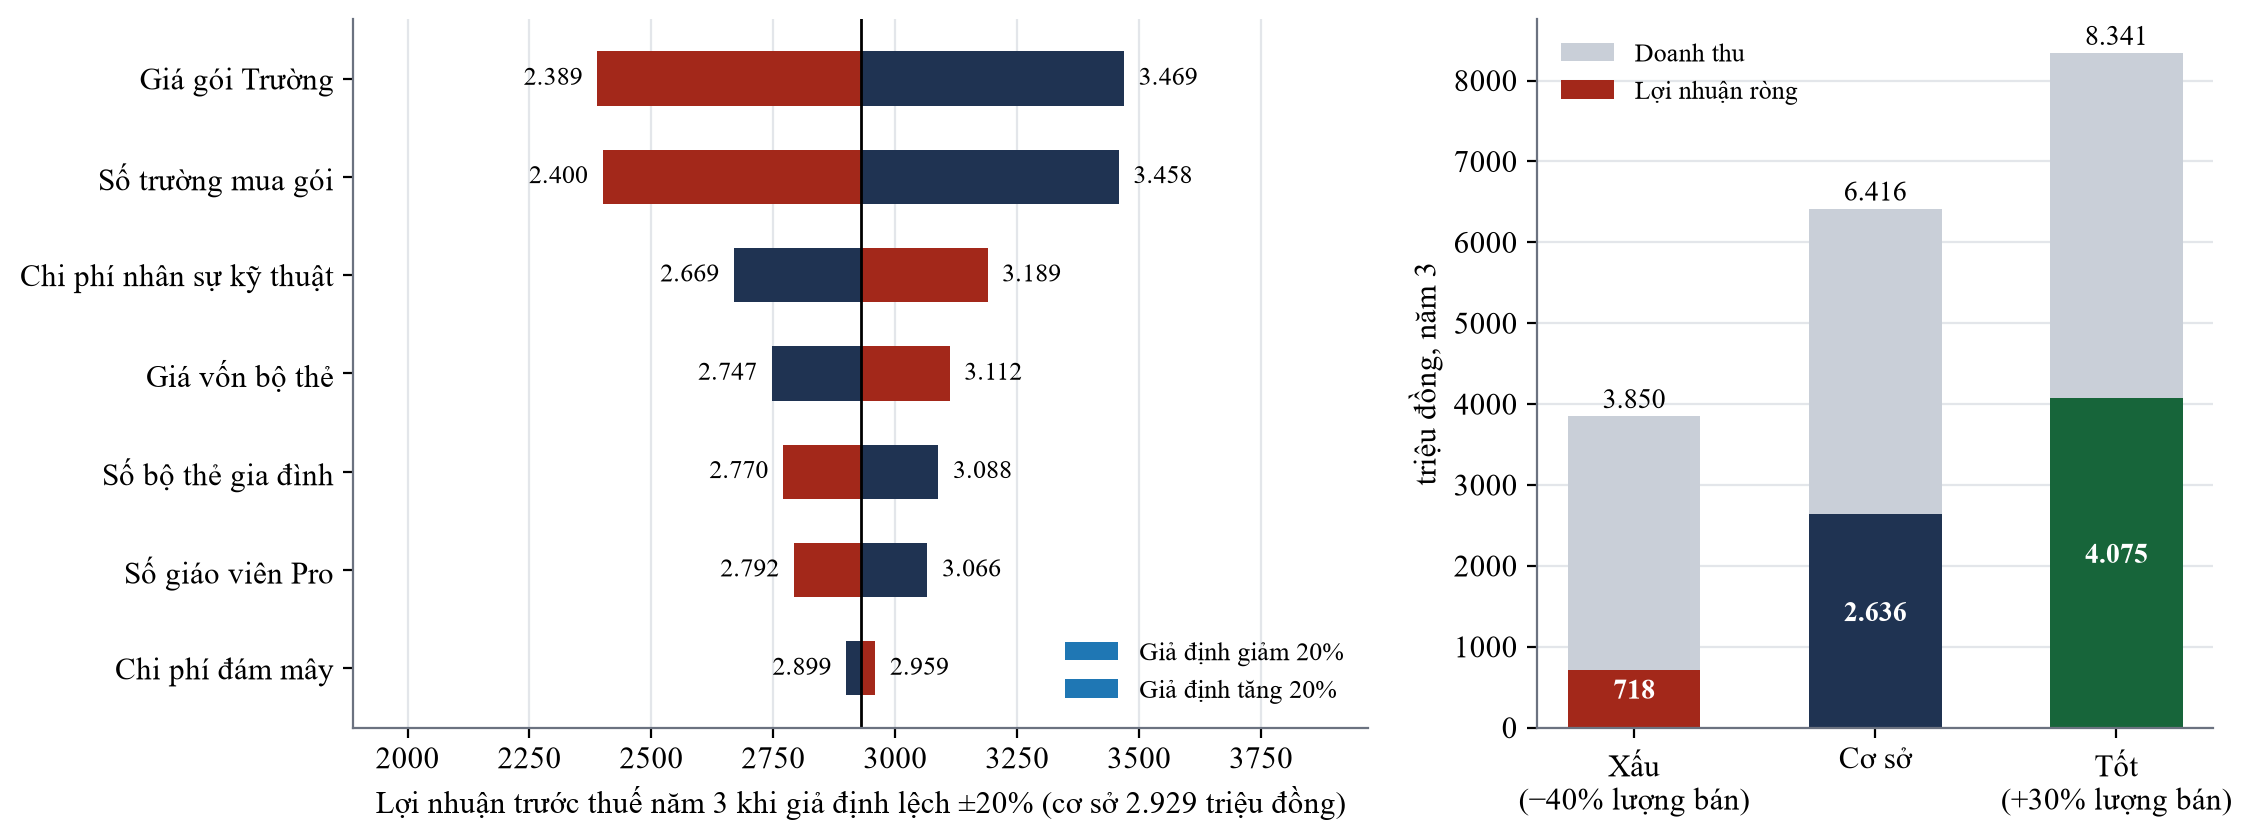 Giá gói Trường
2.389
3.469
Số trường mua gói
2.400
3.458
Chi phí nhân sự kỹ thuật
2.669
3.189
Giá vốn bộ thẻ
2.747
3.112
Số bộ thẻ gia đình
2.770
3.088
Số giáo viên Pro
2.792
3.066
Chi phí đám mây
2.899
2.959
Giả định giảm 20%
Giả định tăng 20%
2000 2250 2500 2750 3000 3250 3500 3750
Lợi nhuận trước thuế năm 3 khi giả định lệch ±20% (cơ sở 2.929 triệu đồng)
Doanh thu
Lợi nhuận ròng
triệu đồng, năm 3
8000
7000
6000
5000
4000
3000
2000
1000
0
3.850
718
6.416
2.636
8.341
4.075
Xấu
(−40% lượng bán)
Cơ sở
Tốt
(+30% lượng bán)